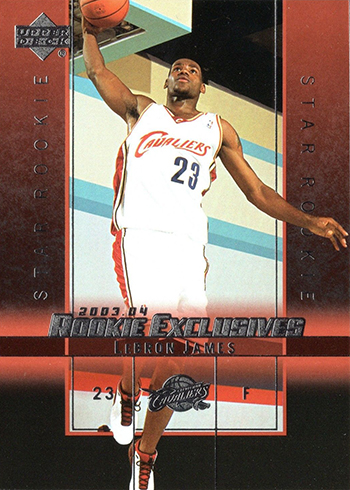 UPPER DECK
STAR ROOKIE
STAR ROOKIE
CAVALIERS
23
2003.04
ROOKIE EXCLUSIVES
LEBRON JAMES
23
CAVALIERS
F